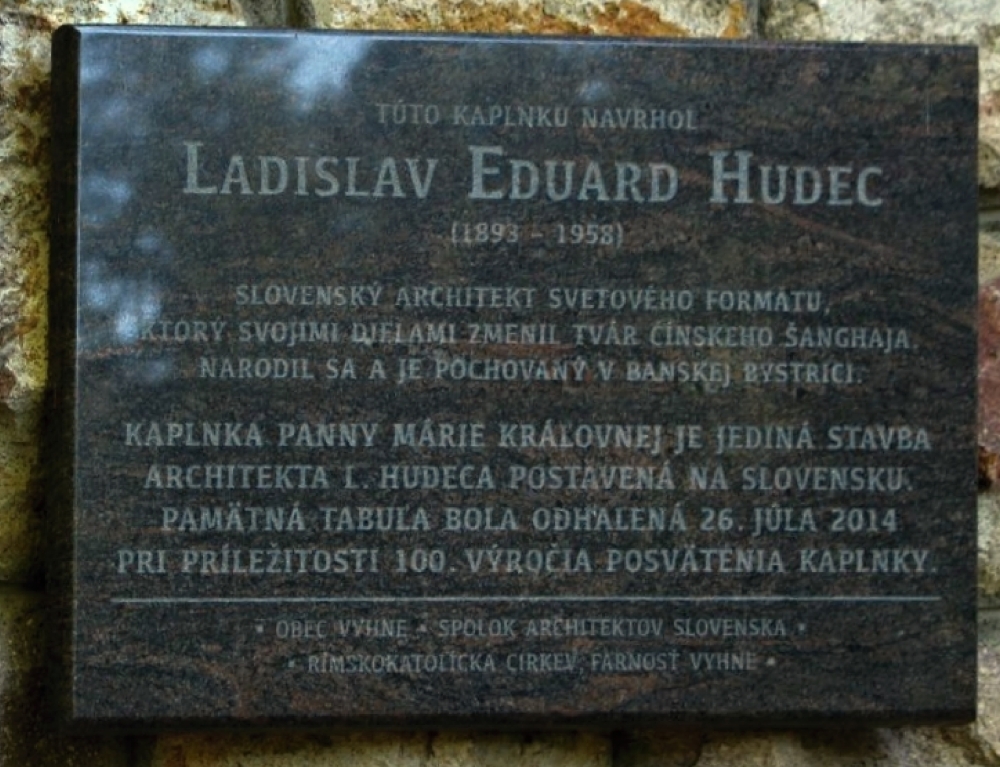 TÚTO KAPLNKU NAVRHOL
LADISLAV EDUARD HUDEC
(1893 - 1958)
SLOVENSKÝ ARCHITEKT SVETOVÉHO FORMÁTU,
KTORÝ SVOJIMI DIELAMI ZMENIL TVÁR ČÍNSKEHO ŠANGHAJA.
NARODIL SA A JE POCHOVANÝ V BANSKEJ BYSTRICI.
KAPLNKA PANNY MÁRIE KRÁĽOVNEJ JE JEDINÁ STAVBA
ARCHITEKTA L. HUDECA POSTAVENÁ NA SLOVENSKU.
PAMÄTNÁ TABUĽA BOLA ODHALENÁ 26. JÚLA 2014
PRI PRÍLEŽITOSTI 100. VÝROČIA POSVÄTENIA KAPLNKY.
• OBEC VYHNE • SPOLOK ARCHITEKTOV SLOVENSKA •
• RÍMSKOKATOLÍCKA CIRKEV, FARNOSŤ VYHNE •